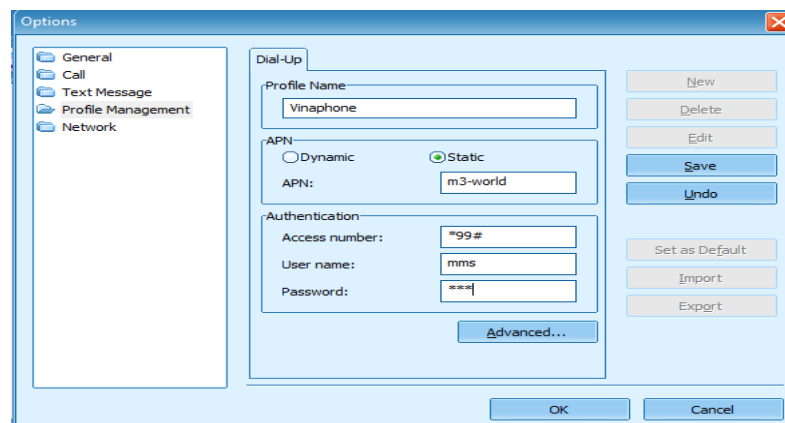 Options
General
Call
Text Message
Profile Management
Network
Dial-Up
Profile Name
Vinaphone
APN
Dynamic
Static
APN:
m3-world
Authentication
Access number:
*99#
User name:
mms
Password:
***
Advanced...
New
Delete
Edit
Save
Undo
Set as Default
Import
Export
OK
Cancel